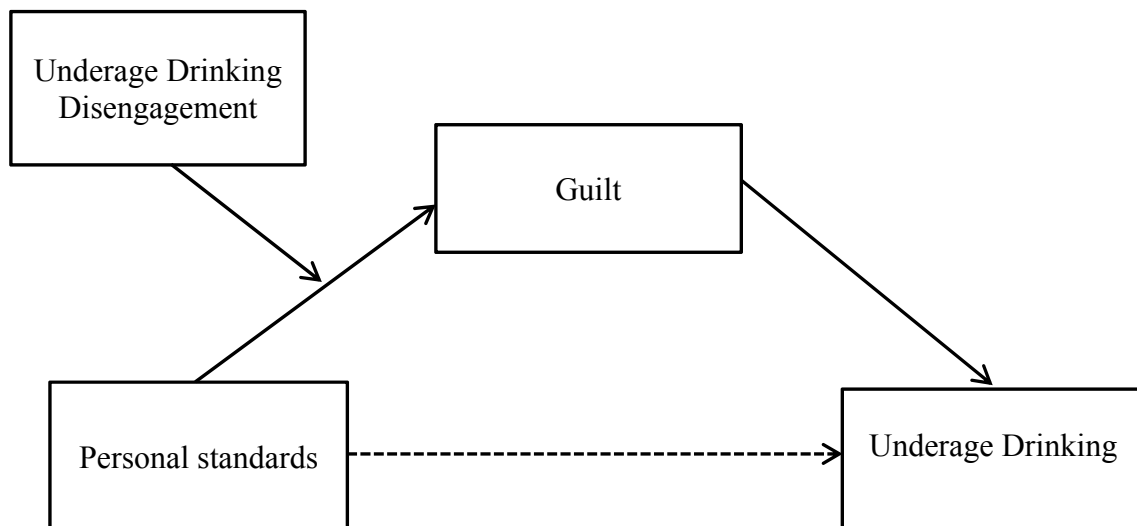 Underage Drinking
Disengagement
Guilt
Personal standards
Underage Drinking